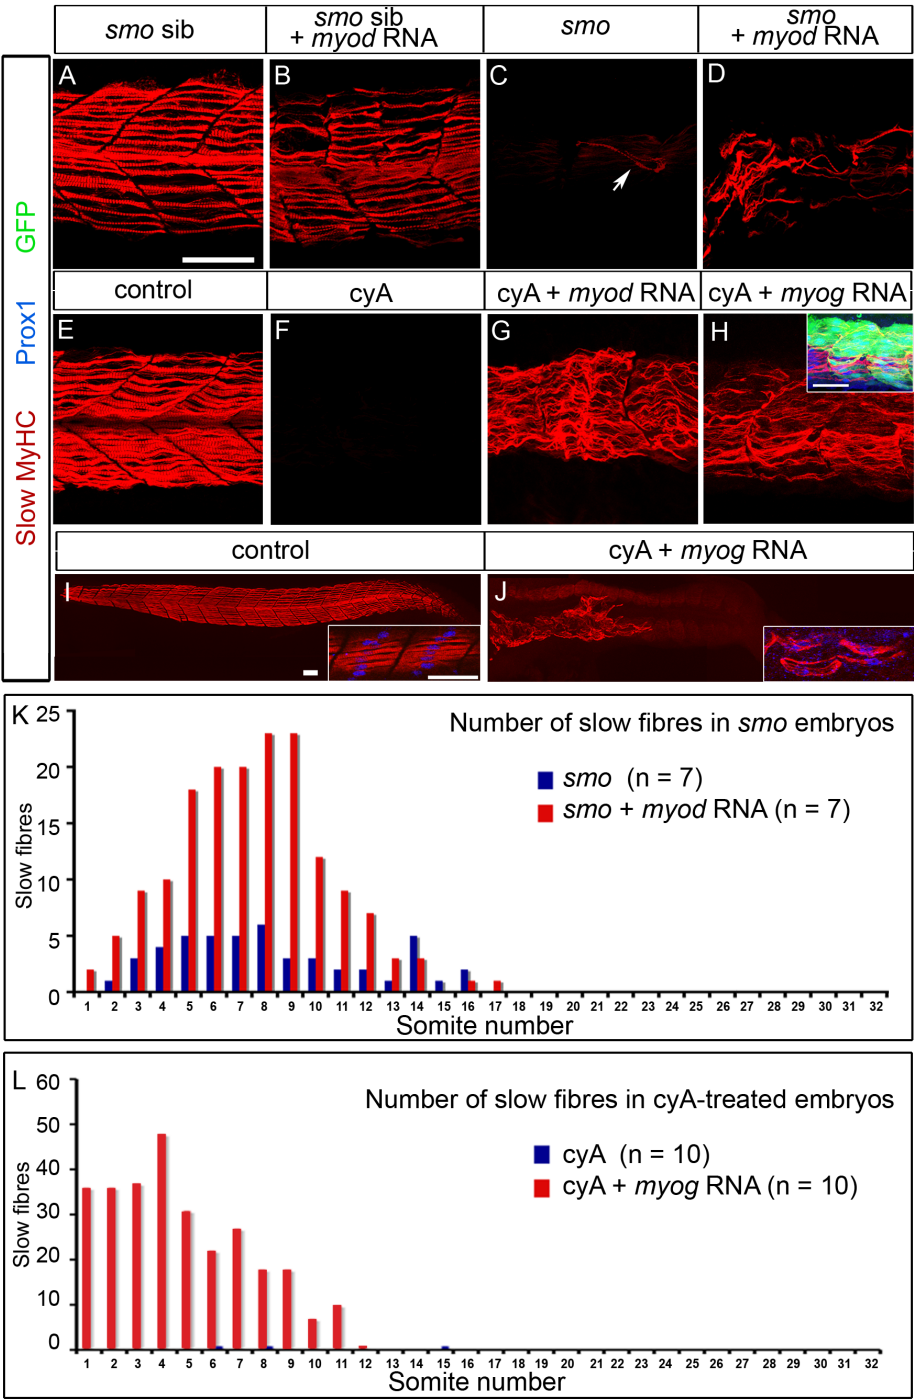 smo sib
smo sib
+ myod RNA
smo
smo
+ myod RNA
Slow MyHC Prox1 GFP
A
B
C
D
control
cyA
cyA + myod RNA
cyA + myog RNA
E
F
G
H
control
cyA + myog RNA
I
J
K
Number of slow fibres in smo embryos
smo (n = 7)
smo + myod RNA (n = 7)
Slow fibres
25
20
15
10
5
0
1 2 3 4 5 6 7 8 9 10 11 12 13 14 15 16 17 18 19 20 21 22 23 24 25 26 27 28 29 30 31 32
Somite number
L
Number of slow fibres in cyA-treated embryos
cyA (n = 10)
cyA + myog RNA (n = 10)
Slow fibres
60
50
40
30
20
10
0
1 2 3 4 5 6 7 8 9 10 11 12 13 14 15 16 17 18 19 20 21 22 23 24 25 26 27 28 29 30 31 32
Somite number